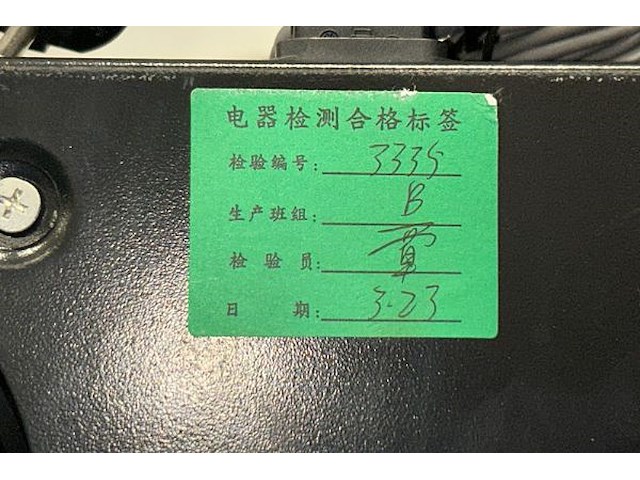 电器检测合格标签
检验编号: 3335
生产班组: B
检验员: 贾
日期: 3.23